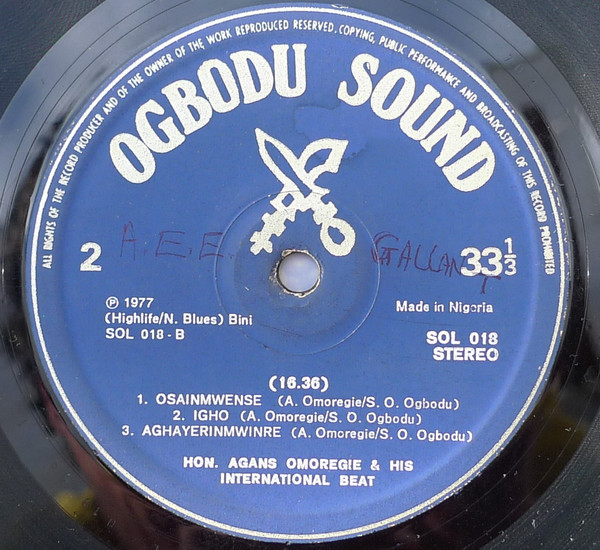 ALL RIGHTS OF THE RECORD PRODUCER AND OF THE OWNER OF THE WORK REPRODUCED RESERVED. COPYING, PUBLIC PERFORMANCE AND BROADCASTING OF THIS RECORD PROHIBITED
OGBODU SOUND
A.E.E. GALLANT
2
33⅓
℗ 1977
(Highlife/N. Blues) Bini
SOL 018-B
Made in Nigeria
SOL 018
STEREO
(16.36)
1. OSAINMWENSE (A. Omoregie/S. O. Ogbodu)
2. IGHO (A. Omoregie/S. O. Ogbodu)
3. AGHAYERINMWINRE (A. Omoregie/S. O. Ogbodu)
HON. AGANS OMOREGIE & HIS
INTERNATIONAL BEAT